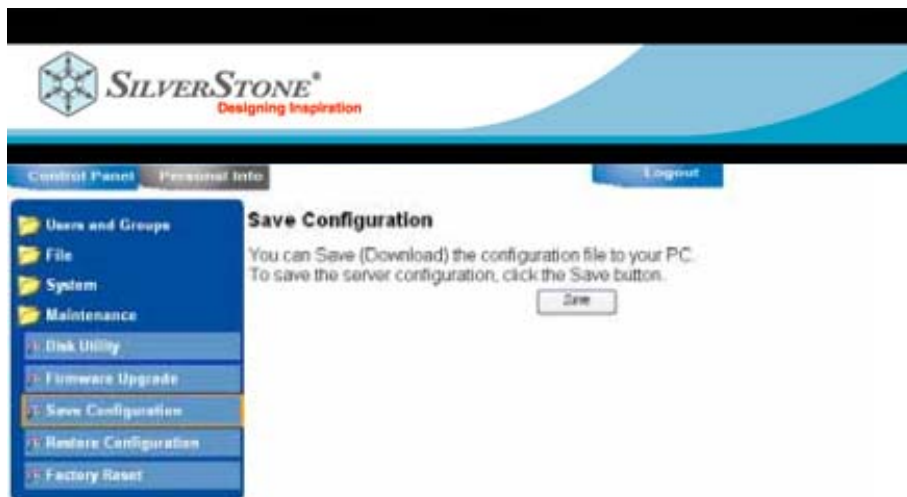 SILVERSTONE®
Designing Inspiration
Control Panel Personal Info Logout
Users and Groups
File
System
Maintenance
Disk Utility
Firmware Upgrade
Save Configuration
Restore Configuration
Factory Reset
Save Configuration
You can Save (Download) the configuration file to your PC.
To save the server configuration, click the Save button.
Save